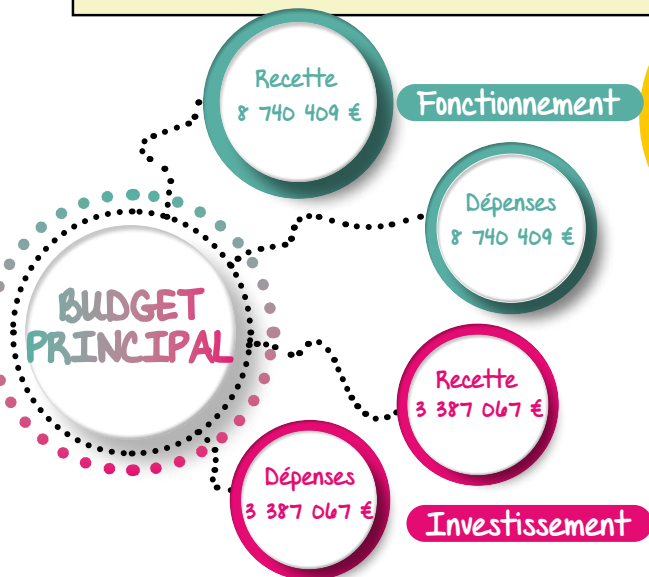 Recette
8 740 409 €
Fonctionnement
Dépenses
8 740 409 €
BUDGET
PRINCIPAL
Recette
3 387 067 €
Dépenses
3 387 067 €
Investissement